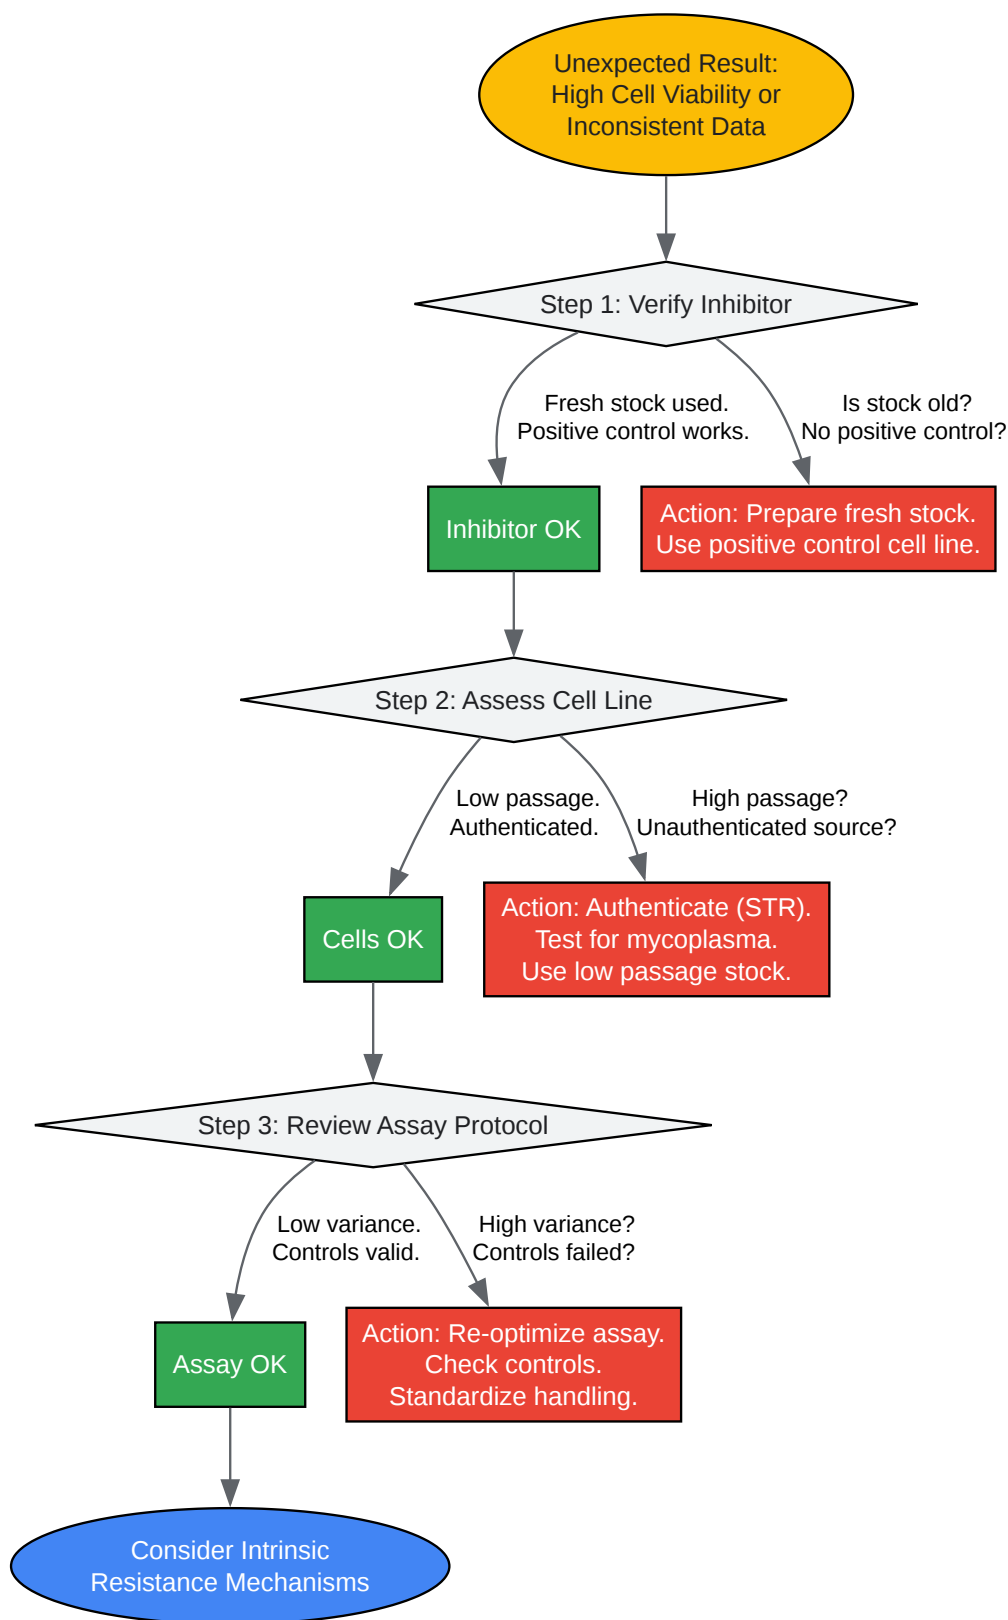 Unexpected Result:
High Cell Viability or
Inconsistent Data
Step 1: Verify Inhibitor
Fresh stock used.
Positive control works.
Is stock old?
No positive control?
Inhibitor OK
Action: Prepare fresh stock.
Use positive control cell line.
Step 2: Assess Cell Line
Low passage.
Authenticated.
High passage?
Unauthenticated source?
Cells OK
Action: Authenticate (STR).
Test for mycoplasma.
Use low passage stock.
Step 3: Review Assay Protocol
Low variance.
Controls valid.
High variance?
Controls failed?
Assay OK
Action: Re-optimize assay.
Check controls.
Standardize handling.
Consider Intrinsic
Resistance Mechanisms